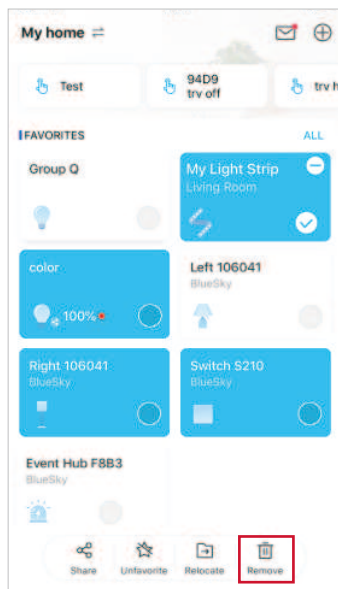 My home
Test
94D9
trv off
trv h
FAVORITES
ALL
Group Q
My Light Strip
Living Room
color
100%
Left 106041
BlueSky
Right 106041
BlueSky
Switch S210
BlueSky
Event Hub F8B3
BlueSky
Share
Unfavorite
Relocate
Remove